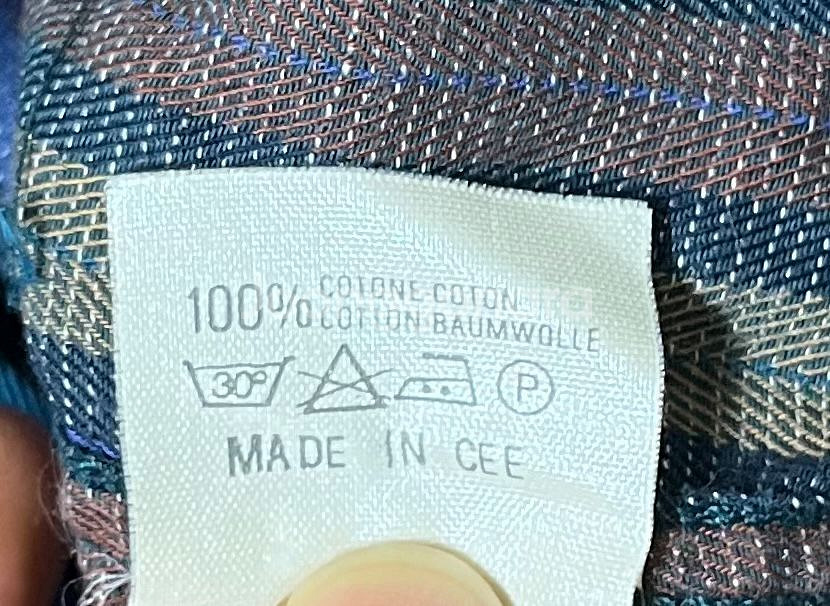 100% COTONE-COTON
COTTON-BAUMWOLLE
30° P
MADE IN CEE